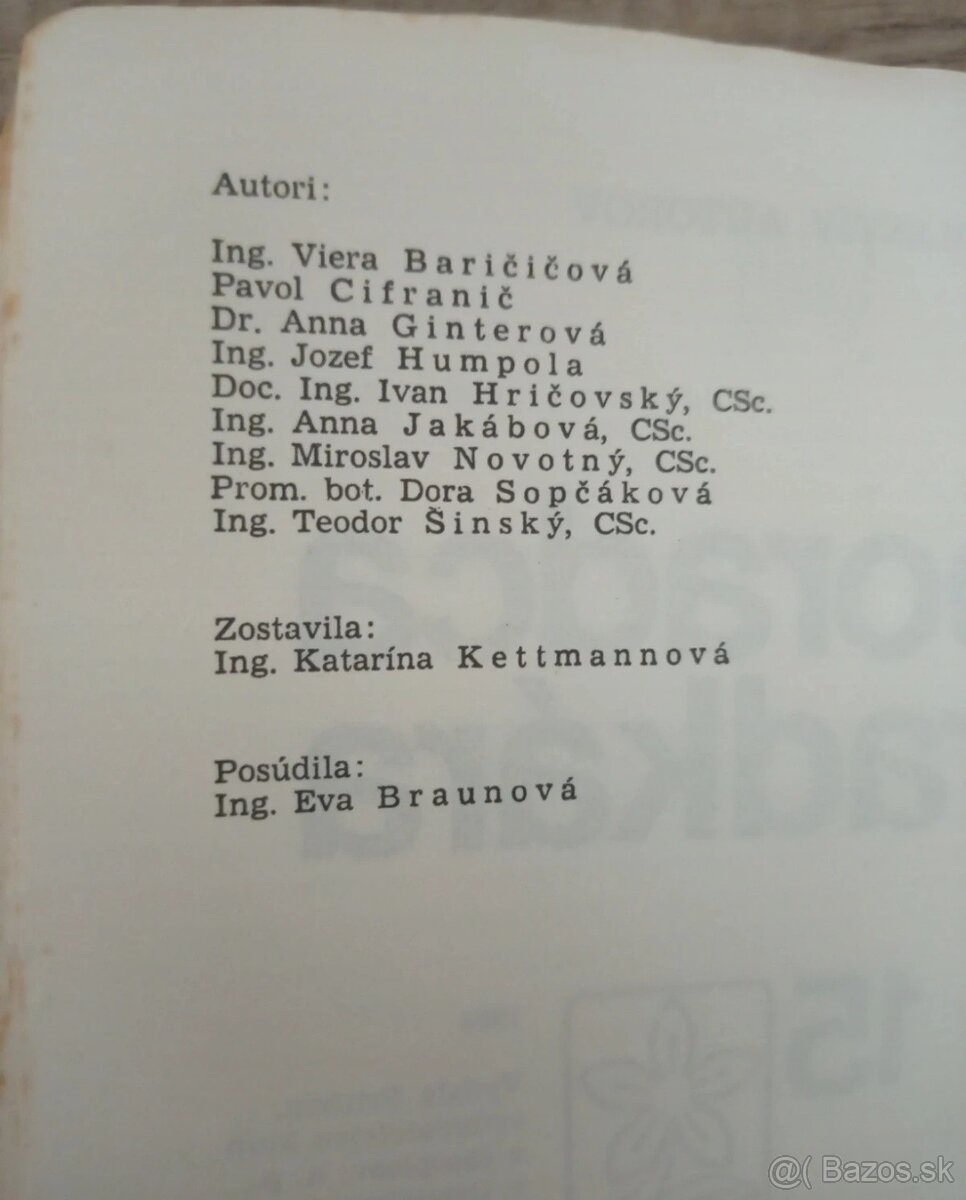 Autori:
Ing. Viera Baričičová
Pavol Cifranič
Dr. Anna Ginterová
Ing. Jozef Humpola
Doc. Ing. Ivan Hričovský, CSc.
Ing. Anna Jakábová, CSc.
Ing. Miroslav Novotný, CSc.
Prom. bot. Dora Sopčáková
Ing. Teodor Šinský, CSc.
Zostavila:
Ing. Katarína Kettmannová
Posúdila:
Ing. Eva Braunová
15
@( Bazos.sk